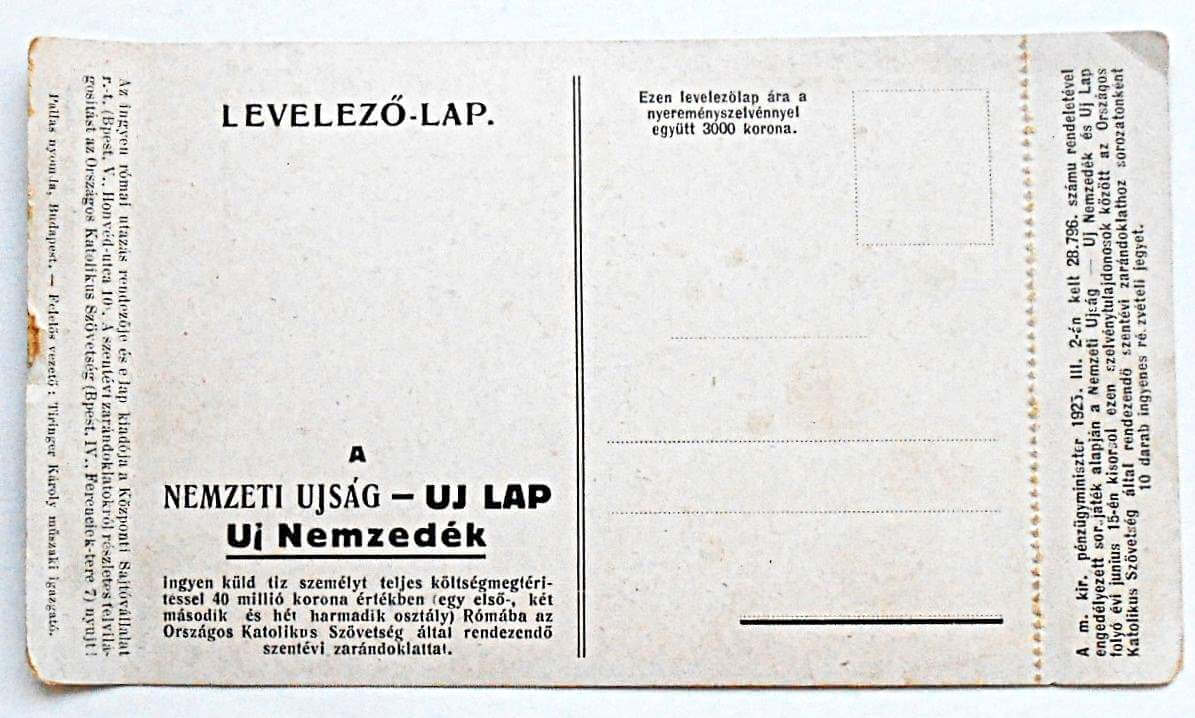 Az ingyen római utazás rendezője és e lap kiadója a Központi Sajtóvállalat
r.-t. (Bpest, V., Honvéd-utca 10). A szentévi zarándoklatokról részletes felvilá-
gosítást az Országos Katolikus Szövetség (Bpest. IV., Ferenciek-tere 7) nyujt!
Pallas nyomda, Budapest. — Felelős vezető: Tiringer Károly műszaki igazgató.
LEVELEZŐ-LAP.
A
NEMZETI UJSÁG — UJ LAP
Uj Nemzedék
ingyen küld tiz személyt teljes költségmegtéri-
téssel 40 millió korona értékben (egy első-, két
második és hét harmadik osztály) Rómába az
Országos Katolikus Szövetség által rendezendő
szentévi zarándoklattal.
Ezen levelezőlap ára a
nyereményszelvénnyel
együtt 3000 korona.
A m. kir. pénzügyminiszter 1925. III. 2-án kelt 28.796. számu rendeletével
engedélyezett sorsjáték alapján a Nemzeti Ujság — Uj Nemzedék és Uj Lap
folyó évi junius 15-én kisorsol ezen szelvénytulajdonosok között az Országos
Katolikus Szövetség által rendezendő szentévi zarándoklathoz sorozatonként
10 darab ingyenes részvételi jegyet.